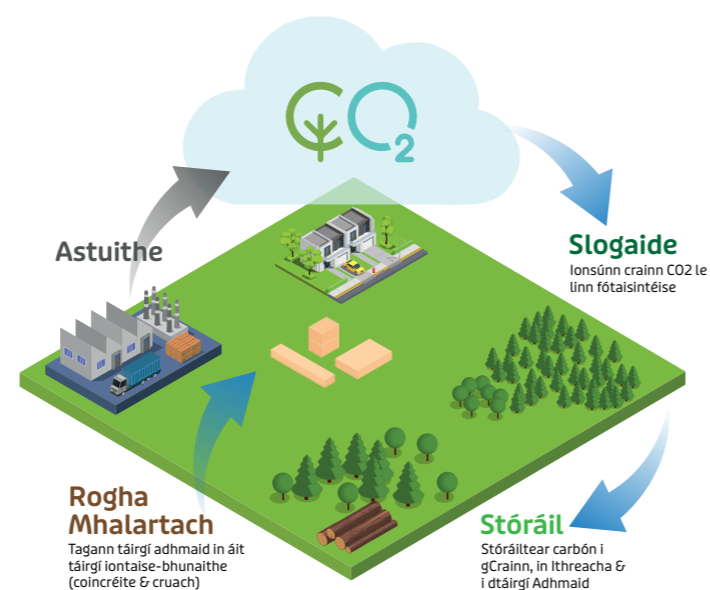 CO2
Astuithe
Slogaide
Ionsúnn crainn CO2 le
linn fótaisintéise
Rogha
Mhalartach
Tagann táirgí adhmaid in áit
táirgí iontaise-bhunaithe
(coincréite & cruach)
Stóráil
Stóráiltear carbón i
gCrainn, in Ithreacha &
i dtáirgí Adhmaid